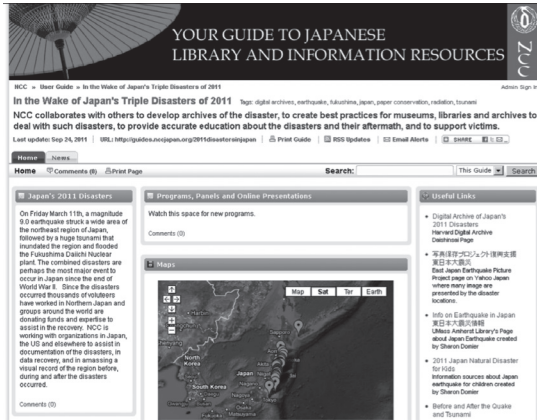 YOUR GUIDE TO JAPANESE
LIBRARY AND INFORMATION RESOURCES
NCC
NCC » User Guide » In the Wake of Japan's Triple Disasters of 2011
Admin Sign In
In the Wake of Japan's Triple Disasters of 2011 Tags: digital archives, earthquake, fukushima, japan, paper conservation, radiation, tsunami
NCC collaborates with others to develop archives of the disaster, to create best practices for museums, libraries and archives to
deal with such disasters, to provide accurate education about the disasters and their aftermath, and to support victims.
Last update: Sep 24, 2011 | URL: http://guides.nccjapan.org/2011disastersinjapan | Print Guide | RSS Updates | Email Alerts | SHARE
Home News
Home Comments (0) Print Page Search: This Guide Search
Japan's 2011 Disasters
On Friday March 11th, a magnitude
9.0 earthquake struck a wide area of
the northeast region of Japan,
followed by a huge tsunami that
inundated the region and flooded
the Fukushima Daiichi Nuclear
plant. The combined disasters are
perhaps the most major event to
occur in Japan since the end of
World War II. Since the disasters
occurred thousands of voluteers
have worked in Northern Japan and
groups around the world are
donating funds and expertise to
assist in the recovery. NCC is
working with organizations in Japan,
the US and elsewhere to assist in
documentation of the disasters, in
data recovery, and in amassing a
visual record of the region before,
during and after the disasters
occurred.
Comments (0)
Programs, Panels and Online Presentations
Watch this space for new programs.
Comments (0)
Maps
Map Sat Ter Earth
North
Korea
South Korea
Japan
Nagano
Osaka
Fukuoka Matsuyama
Useful Links
Digital Archive of Japan's
2011 Disasters
Harvard Digital Archive
Daishinsai Page
写真保存プロジェクト復興支援
東日本大震災
East Japan Earthquake Picture
Project page on Yahoo Japan
where many image are
presented by the disaster
locations.
Info on Earthquake in Japan
東日本大震災情報
UMass Amherst Library's Page
about Japan Earthquake created
by Sharon Domier
2011 Japan Natural Disaster
for Kids
Information sources about Japan
earthquake for children created
by Sharon Domier
Before and After the Quake
and Tsunami